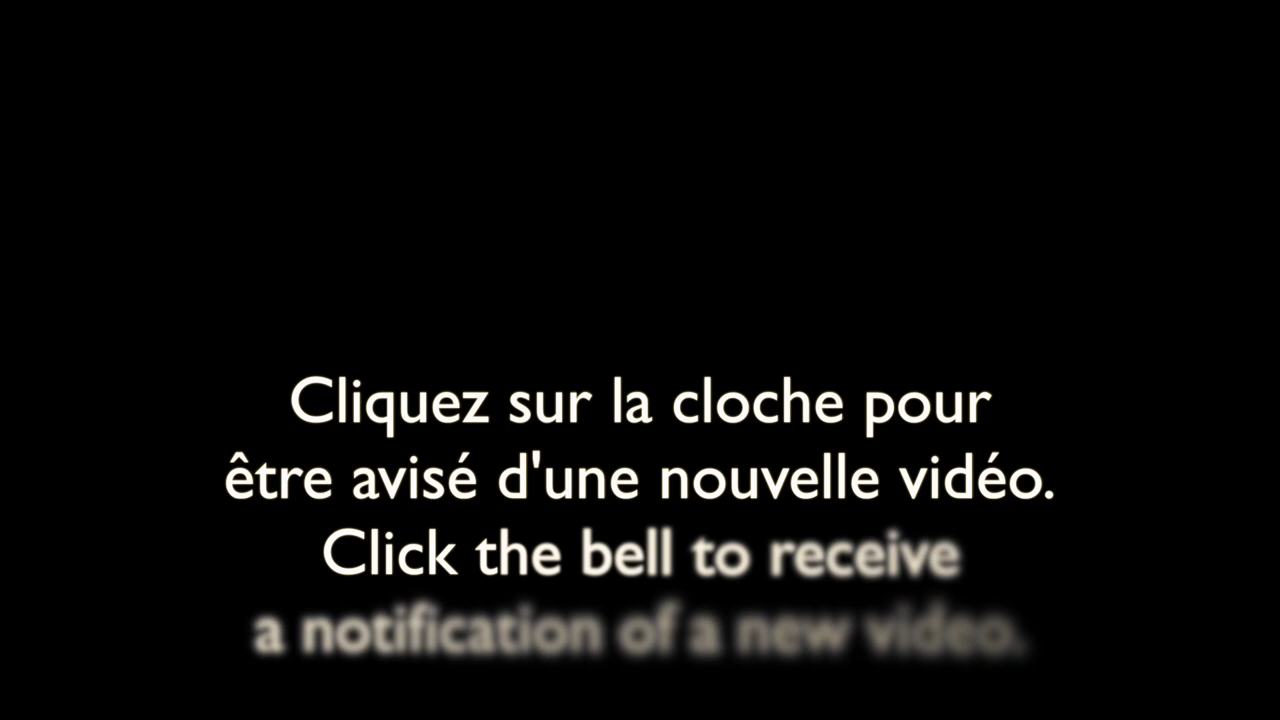 Cliquez sur la cloche pour
être avisé d'une nouvelle vidéo.
Click the bell to receive
a notification of a new video.